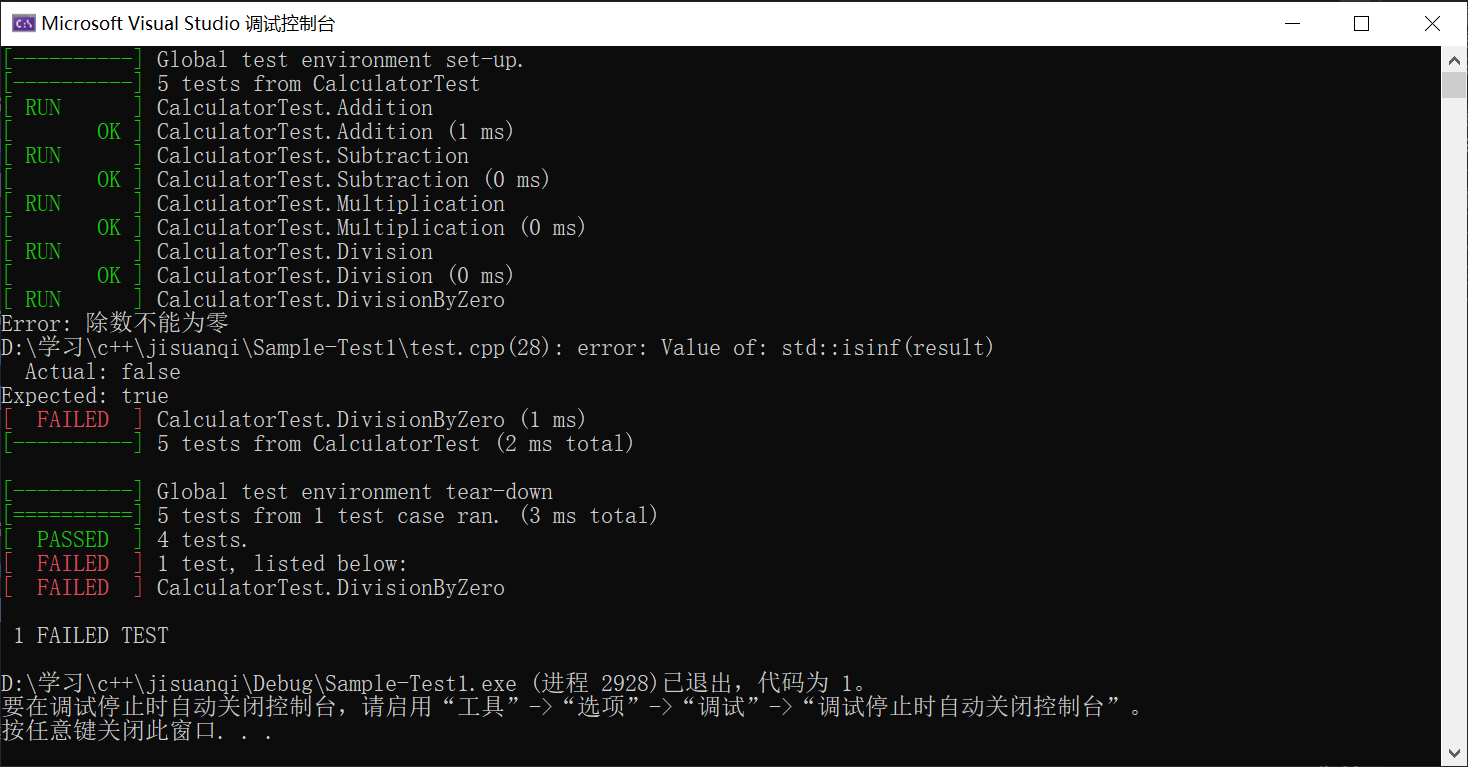 Microsoft Visual Studio 调试控制台
[----------] Global test environment set-up.
[----------] 5 tests from CalculatorTest
[ RUN      ] CalculatorTest.Addition
[       OK ] CalculatorTest.Addition (1 ms)
[ RUN      ] CalculatorTest.Subtraction
[       OK ] CalculatorTest.Subtraction (0 ms)
[ RUN      ] CalculatorTest.Multiplication
[       OK ] CalculatorTest.Multiplication (0 ms)
[ RUN      ] CalculatorTest.Division
[       OK ] CalculatorTest.Division (0 ms)
[ RUN      ] CalculatorTest.DivisionByZero
Error: 除数不能为零
D:\学习\c++\jisuanqi\Sample-Test1\test.cpp(28): error: Value of: std::isinf(result)
  Actual: false
Expected: true
[  FAILED  ] CalculatorTest.DivisionByZero (1 ms)
[----------] 5 tests from CalculatorTest (2 ms total)
[----------] Global test environment tear-down
[==========] 5 tests from 1 test case ran. (3 ms total)
[  PASSED  ] 4 tests.
[  FAILED  ] 1 test, listed below:
[  FAILED  ] CalculatorTest.DivisionByZero
 1 FAILED TEST
D:\学习\c++\jisuanqi\Debug\Sample-Test1.exe (进程 2928)已退出，代码为 1。
要在调试停止时自动关闭控制台，请启用“工具”->“选项”->“调试”->“调试停止时自动关闭控制台”。
按任意键关闭此窗口. . .